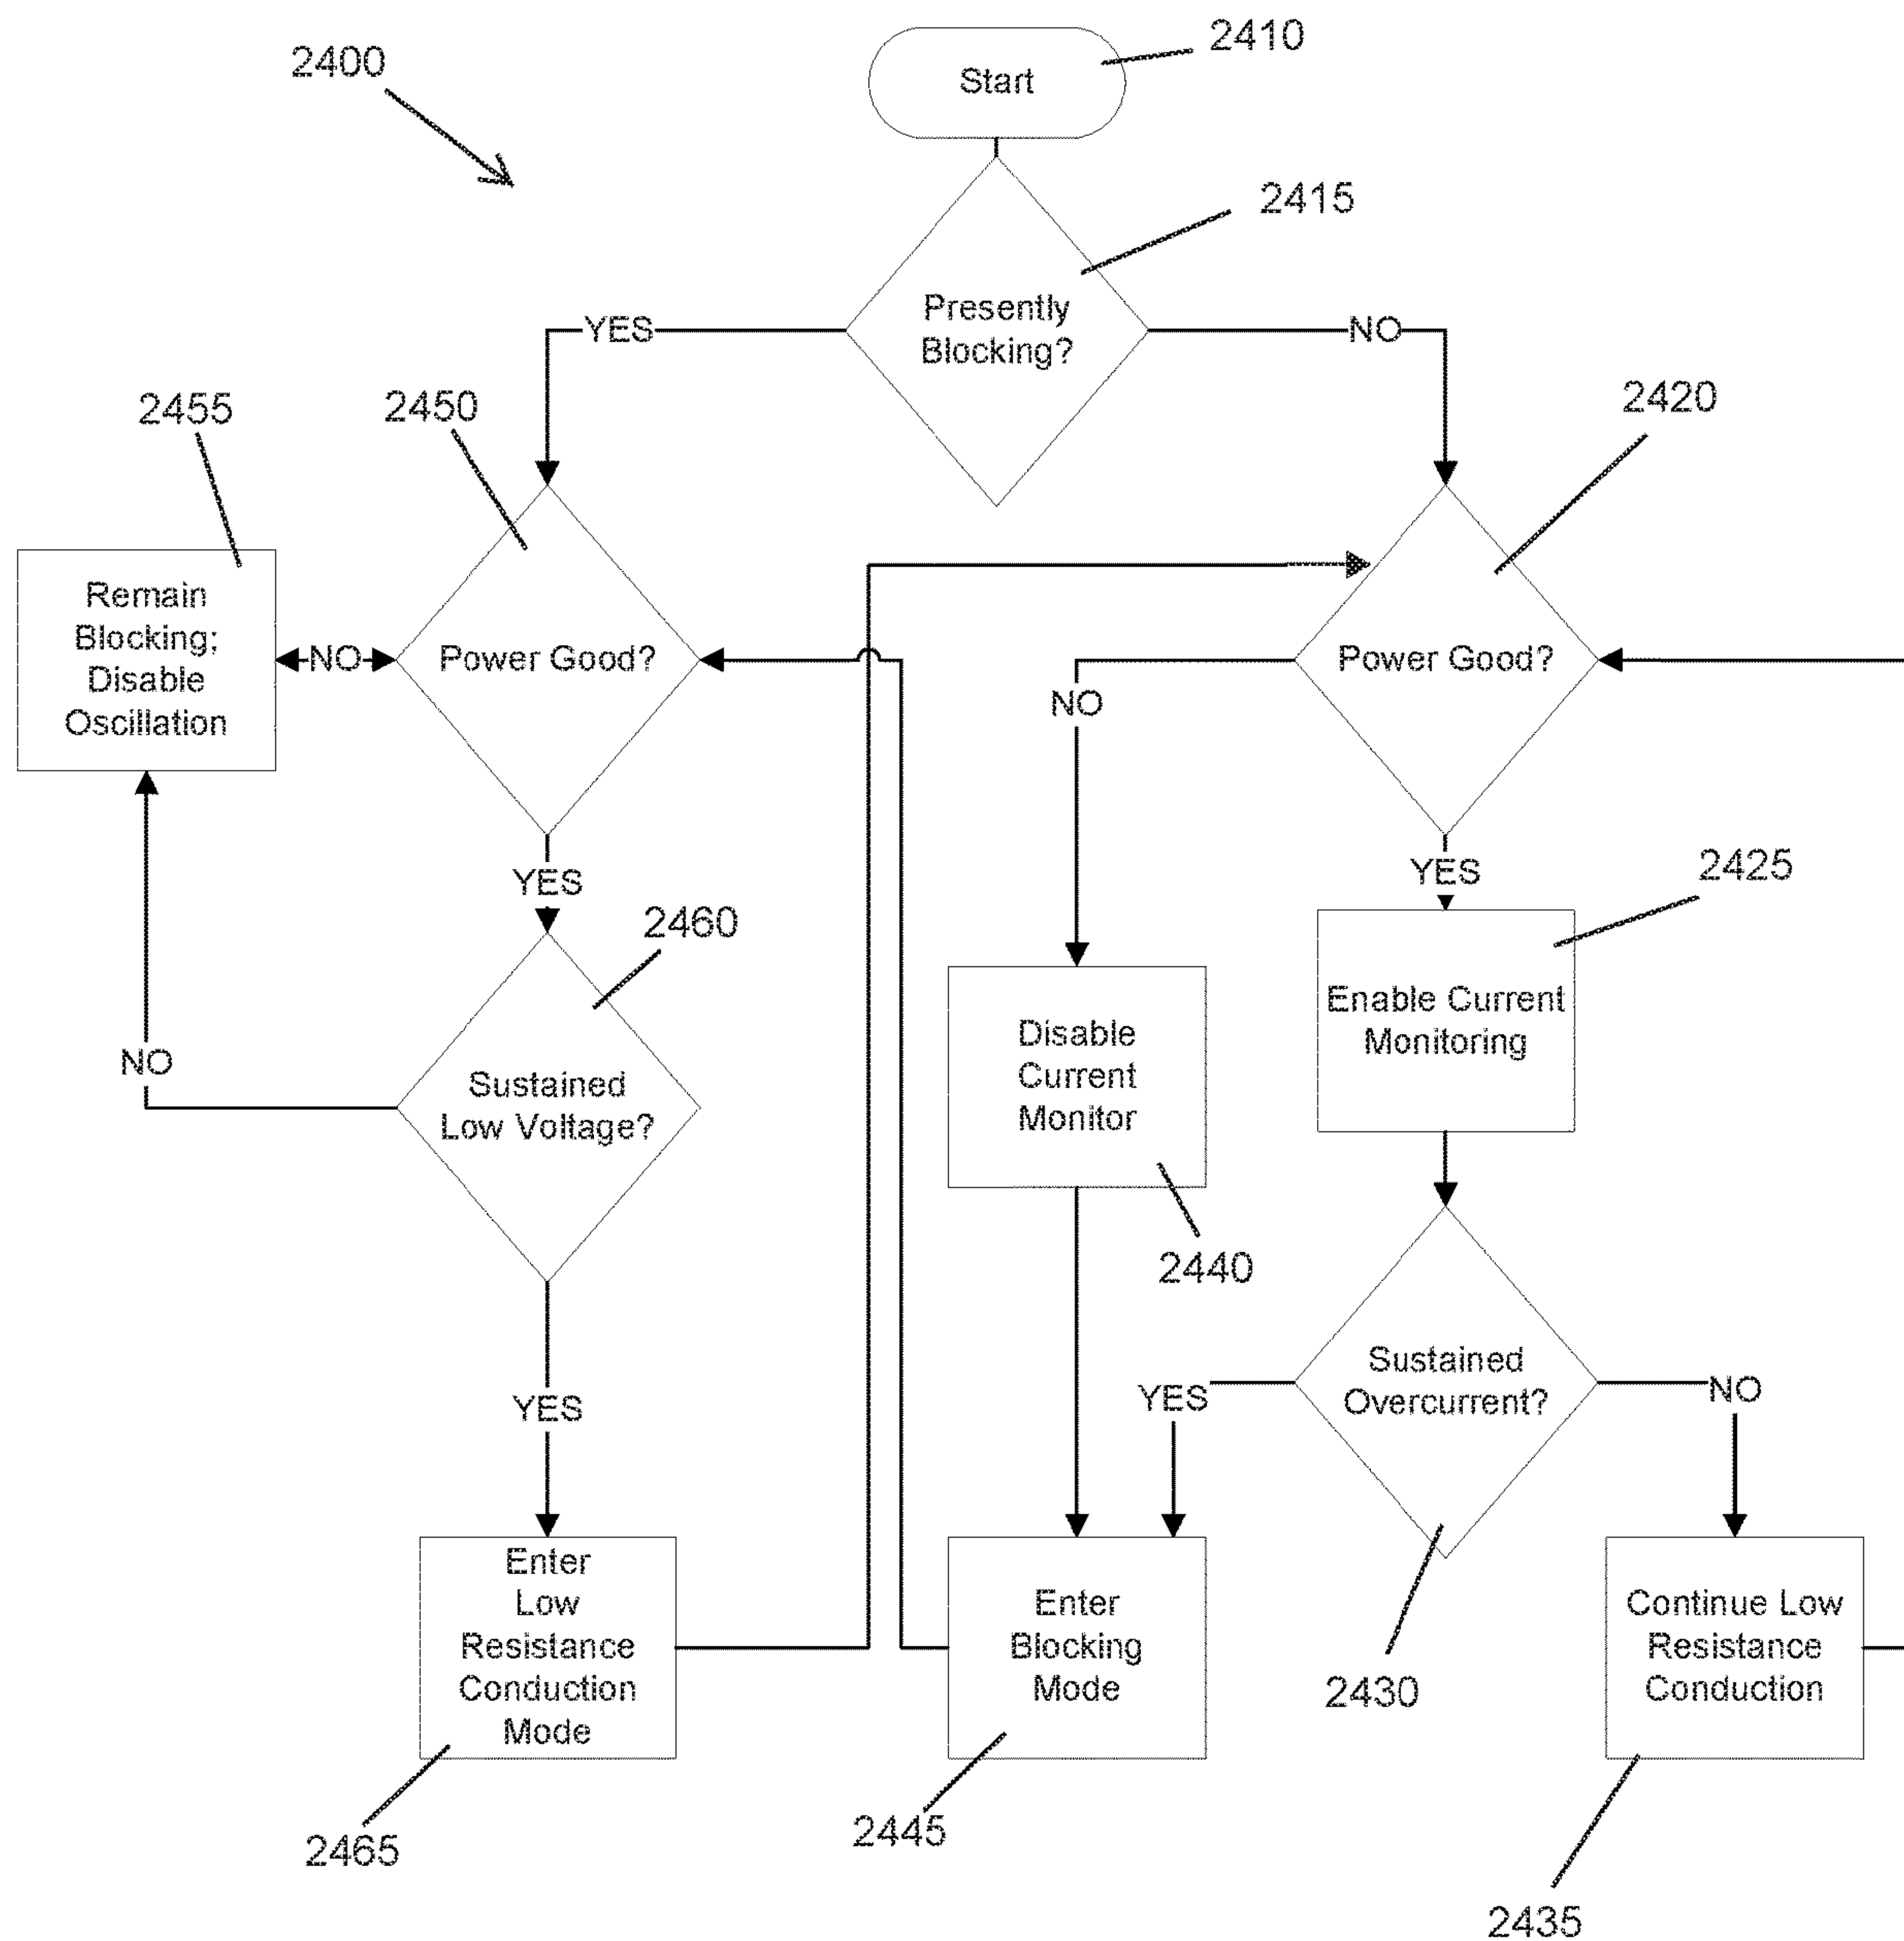 2400
2410
Start
2415
Presently
Blocking?
YES
NO
2455
2450
2420
Remain
Blocking;
Disable
Oscillation
NO
Power Good?
Power Good?
NO
YES
YES
2460
2425
Enable Current
Monitoring
Disable
Current
Monitor
NO
Sustained
Low Voltage?
2440
YES
Sustained
Overcurrent?
YES
NO
Enter
Low
Resistance
Conduction
Mode
Enter
Blocking
Mode
Continue Low
Resistance
Conduction
2430
2465
2445
2435